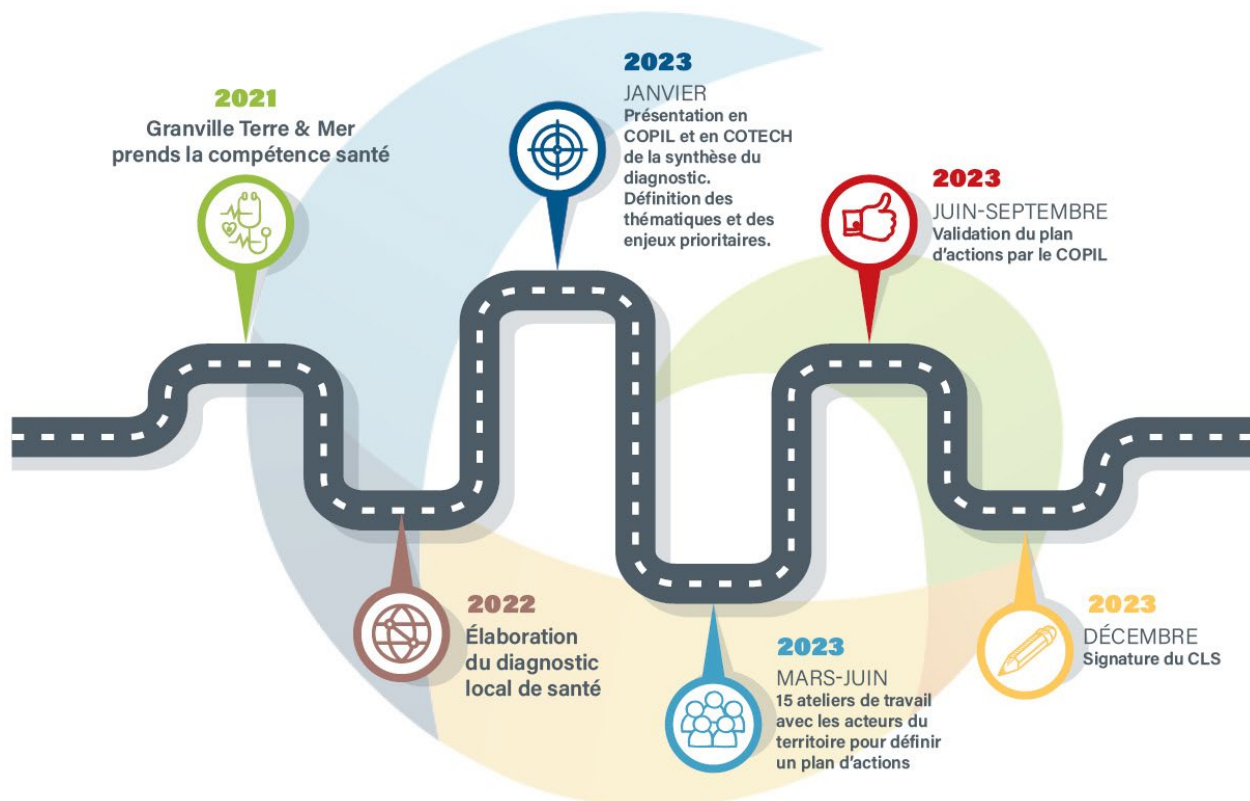 2021
Granville Terre & Mer
prends la compétence santé
2022
Élaboration
du diagnostic
local de santé
2023
JANVIER
Présentation en
COPIL et en COTECH
de la synthèse du
diagnostic.
Définition des
thématiques et des
enjeux prioritaires.
2023
MARS-JUIN
15 ateliers de travail
avec les acteurs du
territoire pour définir
un plan d'actions
2023
JUIN-SEPTEMBRE
Validation du plan
d'actions par le COPIL
2023
DÉCEMBRE
Signature du CLS